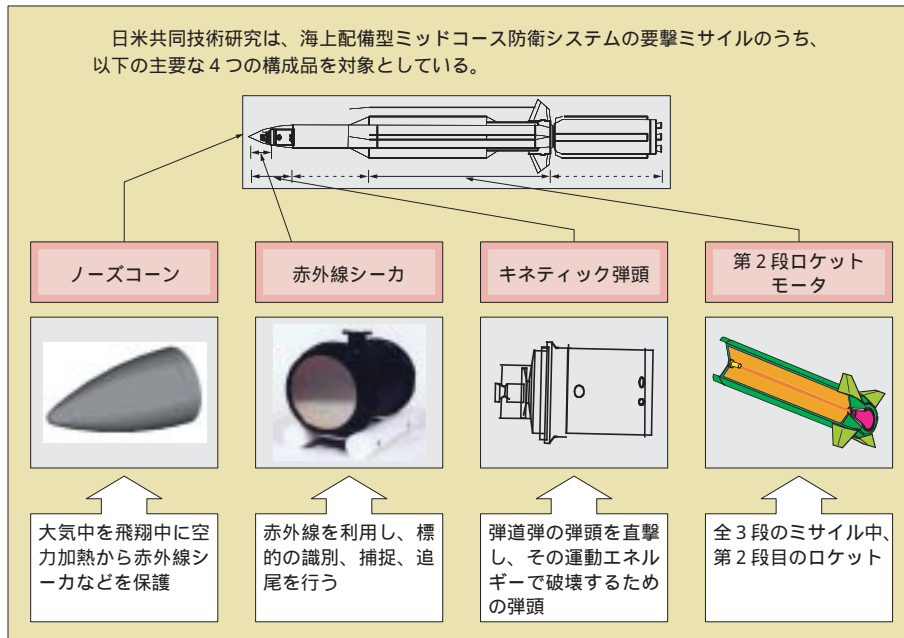 日米共同技術研究は、海上配備型ミッドコース防衛システムの要撃ミサイルのうち、
以下の主要な４つの構成品を対象としている。
ノーズコーン
赤外線シーカ
キネティック弾頭
第２段ロケット
モータ
大気中を飛翔中に空
力加熱から赤外線シ
ーカなどを保護
赤外線を利用し、標
的の識別、捕捉、追
尾を行う
弾道弾の弾頭を直撃
し、その運動エネル
ギーで破壊するため
の弾頭
全３段のミサイル中、
第２段目のロケット